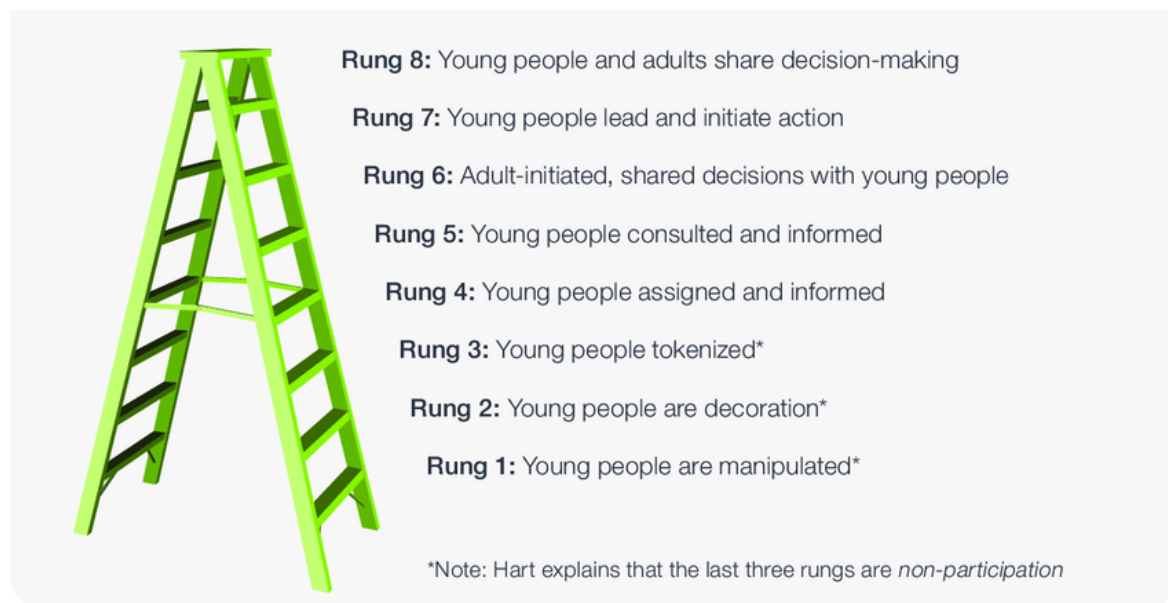 Rung 8: Young people and adults share decision-making
Rung 7: Young people lead and initiate action
Rung 6: Adult-initiated, shared decisions with young people
Rung 5: Young people consulted and informed
Rung 4: Young people assigned and informed
Rung 3: Young people tokenized*
Rung 2: Young people are decoration*
Rung 1: Young people are manipulated*
*Note: Hart explains that the last three rungs are non-participation